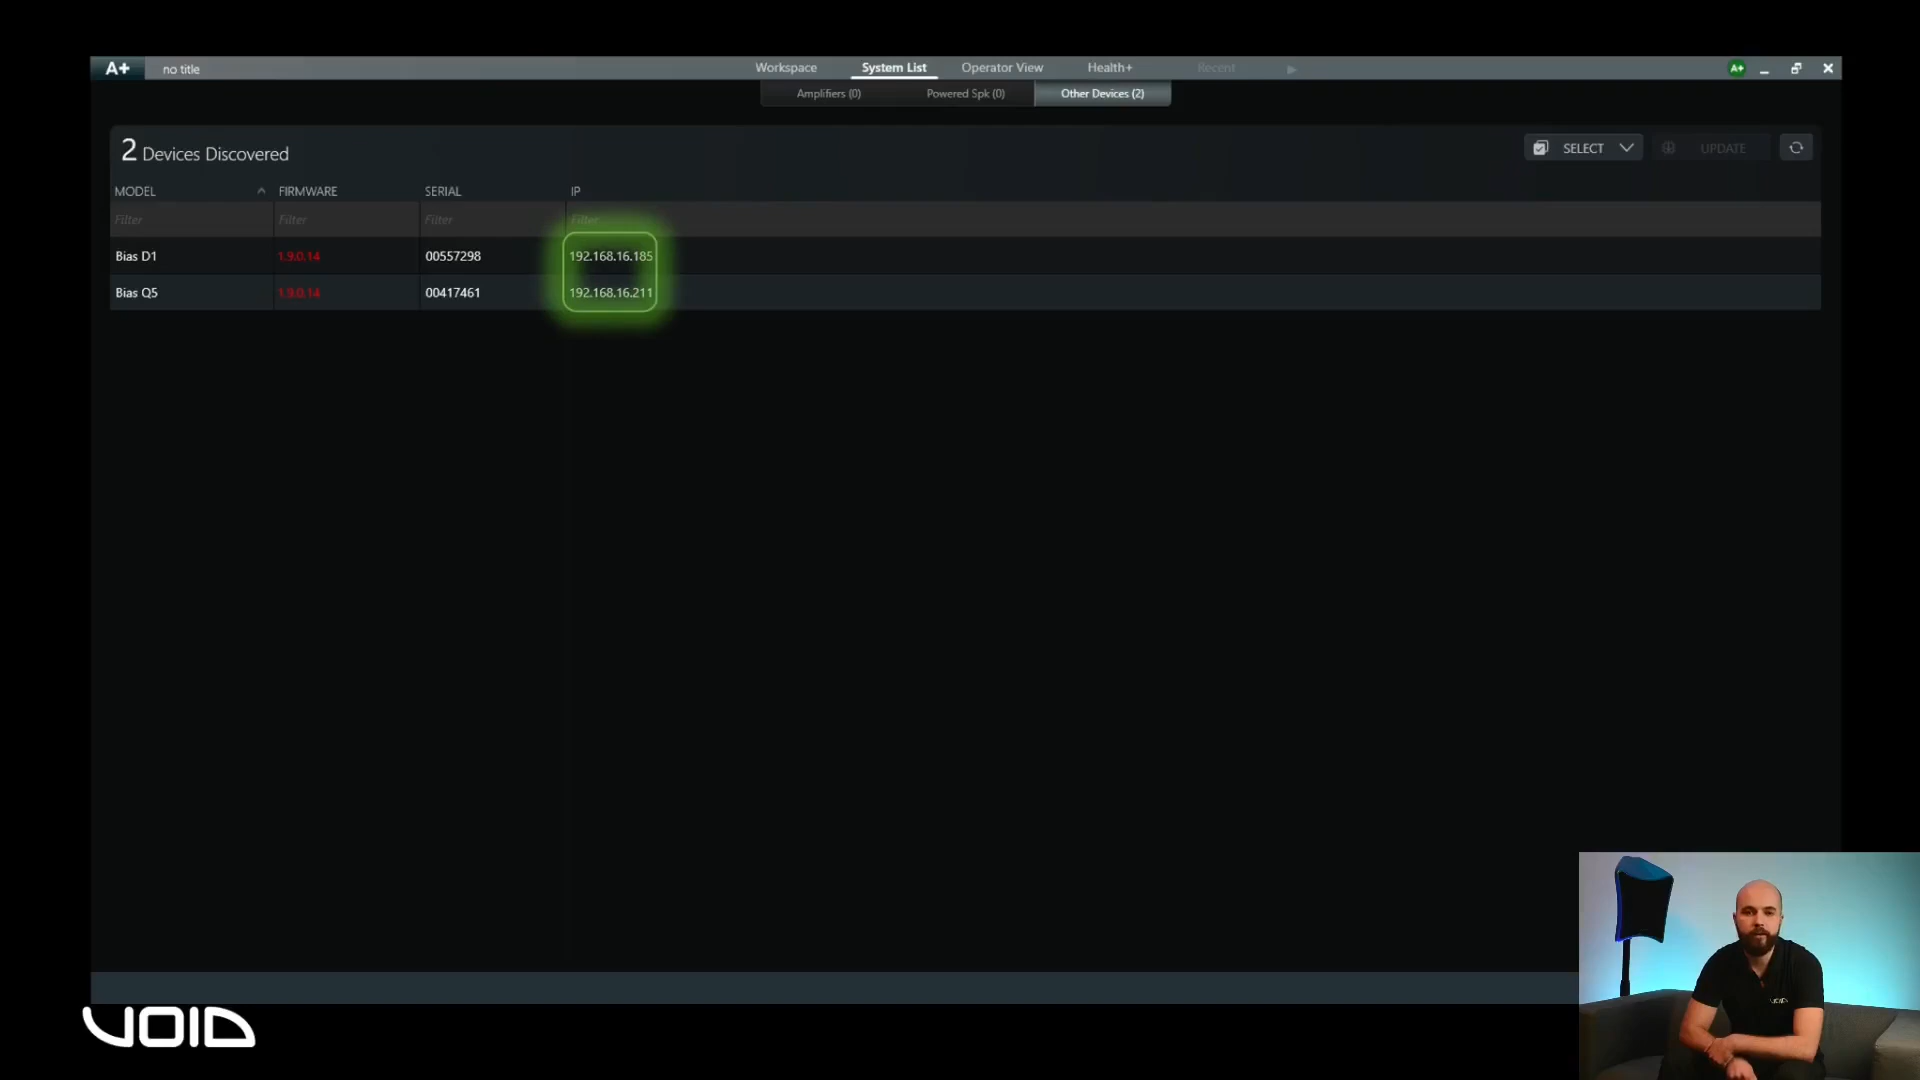 A+ no title Workspace System List Operator View Health+ Recent A+
Amplifiers (0) Powered Spk (0) Other Devices (2)
2 Devices Discovered SELECT UPDATE
MODEL FIRMWARE SERIAL IP
Filter Filter Filter Filter
Bias D1 1.9.0.14 00557298 192.168.16.185
Bias Q5 1.9.0.14 00417461 192.168.16.211
VOID
VOID